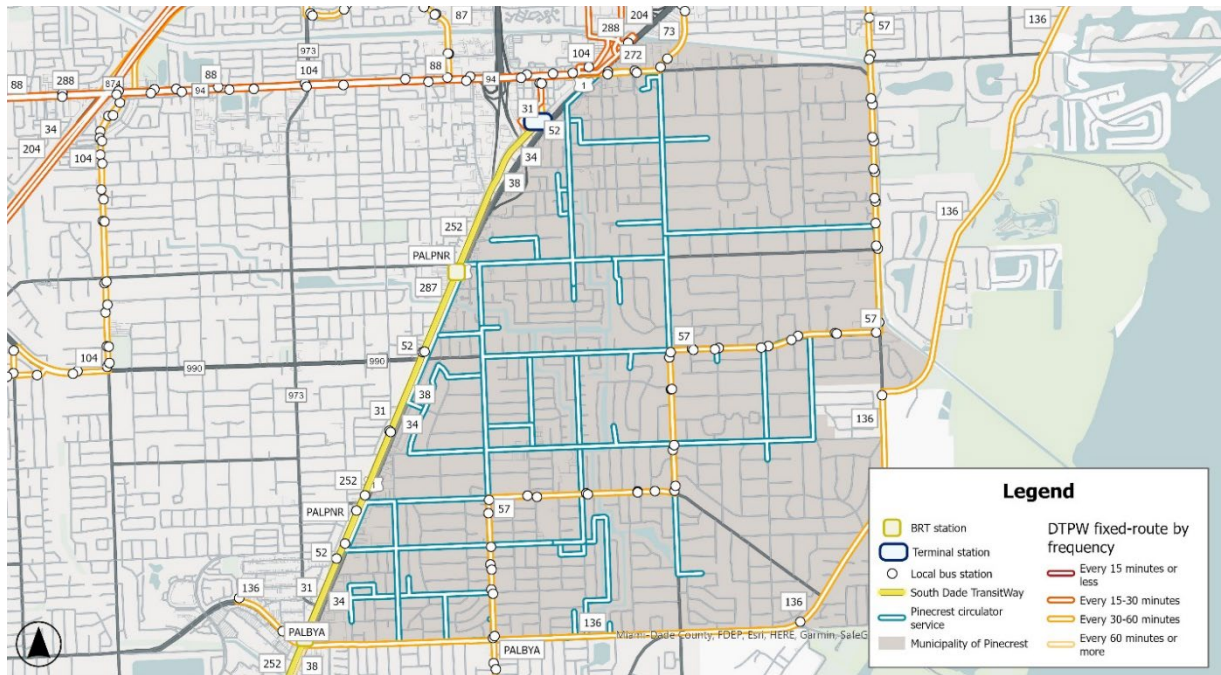 87
288
204
136
57
973
73
104
272
88
288
88
104
88
94
874
94
1
31
52
34
204
104
34
38
136
252
136
PALPNR
287
57
57
52
104
990
990
973
38
136
31
34
252
1
PALPNR
57
52
31
136
34
136
PALBYA
136
252
38
PALBYA
Miami-Dade County, FDEP, Esri, HERE, Garmin, SaleG
Legend
BRT station
Terminal station
Local bus station
South Dade TransitWay
Pinecrest circulator
service
Municipality of Pinecrest
DTPW fixed-route by
frequency
Every 15 minutes or
less
Every 15-30 minutes
Every 30-60 minutes
Every 60 minutes or
more